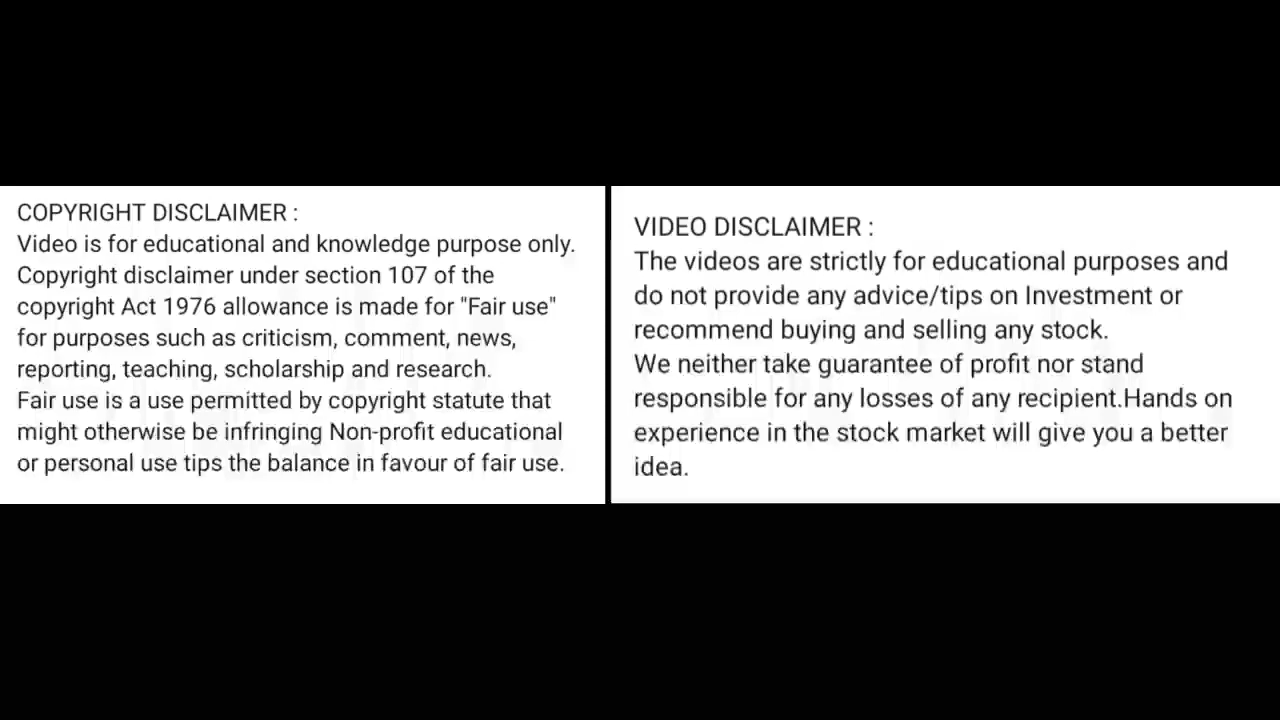 COPYRIGHT DISCLAIMER :
Video is for educational and knowledge purpose only.
Copyright disclaimer under section 107 of the
copyright Act 1976 allowance is made for "Fair use"
for purposes such as criticism, comment, news,
reporting, teaching, scholarship and research.
Fair use is a use permitted by copyright statute that
might otherwise be infringing Non-profit educational
or personal use tips the balance in favour of fair use.
VIDEO DISCLAIMER :
The videos are strictly for educational purposes and
do not provide any advice/tips on Investment or
recommend buying and selling any stock.
We neither take guarantee of profit nor stand
responsible for any losses of any recipient.Hands on
experience in the stock market will give you a better
idea.